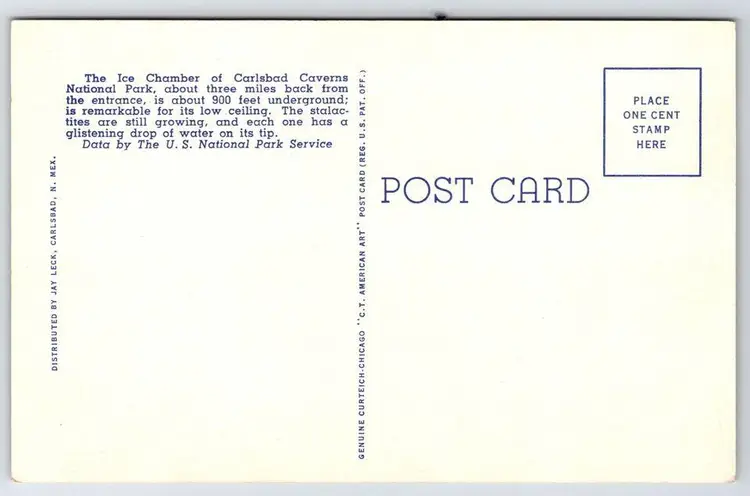 The Ice Chamber of Carlsbad Caverns
National Park, about three miles back from
the entrance, is about 900 feet underground;
is remarkable for its low ceiling. The stalac-
tites are still growing, and each one has a
glistening drop of water on its tip.
Data by The U. S. National Park Service
DISTRIBUTED BY JAY LECK, CARLSBAD, N. MEX.
GENUINE CURTEICH-CHICAGO "C.T. AMERICAN ART" POST CARD (REG. U.S. PAT. OFF.)
POST CARD
PLACE
ONE CENT
STAMP
HERE